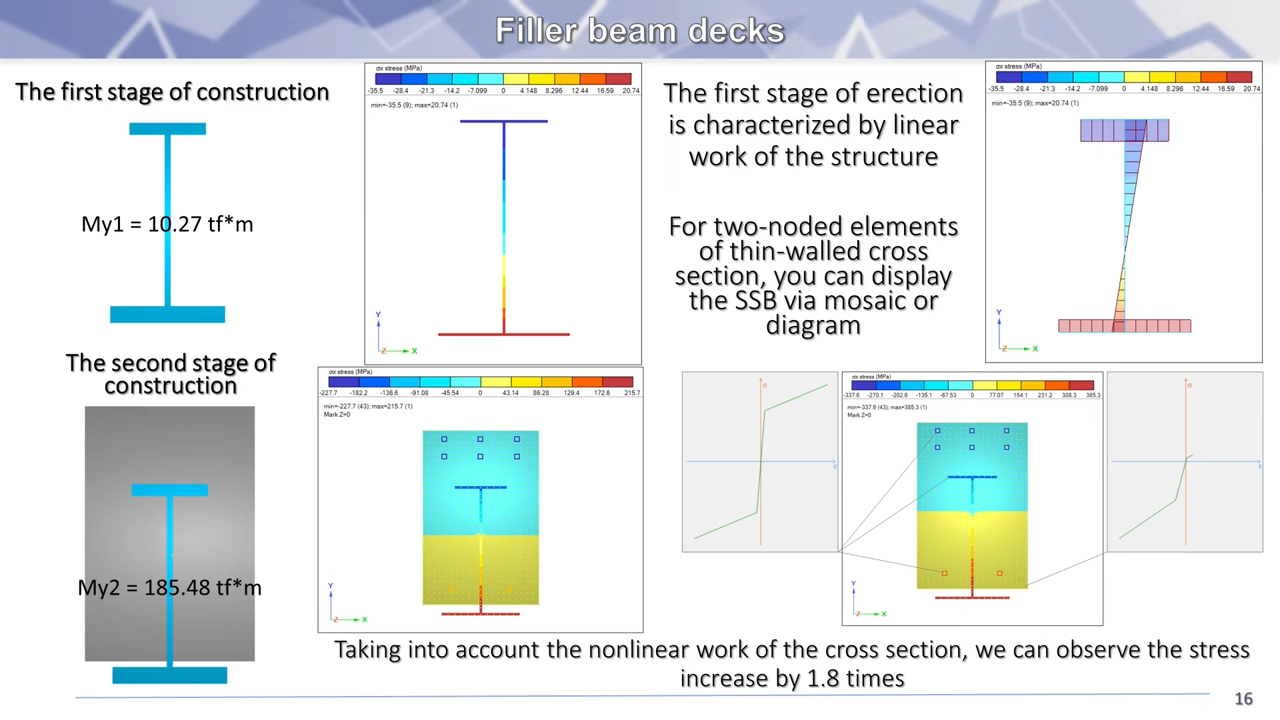 Filler beam decks
The first stage of construction
My1 = 10.27 tf*m
The second stage of
construction
My2 = 185.48 tf*m
σx stress (MPa)
-35.5 -28.4 -21.3 -14.2 -7.099 0 4.148 8.296 12.44 16.59 20.74
min=-35.5 (9); max=20.74 (1)
Y
Z X
The first stage of erection
is characterized by linear
work of the structure
For two-noded elements
of thin-walled cross
section, you can display
the SSB via mosaic or
diagram
σx stress (MPa)
-35.5 -28.4 -21.3 -14.2 -7.099 0 4.148 8.296 12.44 16.59 20.74
min=-35.5 (9); max=20.74 (1)
Y
Z X
σx stress (MPa)
-227.7 -182.2 -136.6 -91.08 -45.54 0 43.14 86.28 129.4 172.6 215.7
min=-227.7 (43); max=215.7 (1)
Mark Z=0
Y
Z X
σ
ε
σx stress (MPa)
-337.6 -270.1 -202.6 -135.1 -67.53 0 77.07 154.1 231.2 308.3 385.3
min=-337.6 (43); max=385.3 (1)
Mark Z=0
Y
Z X
σ
ε
Taking into account the nonlinear work of the cross section, we can observe the stress
increase by 1.8 times
16